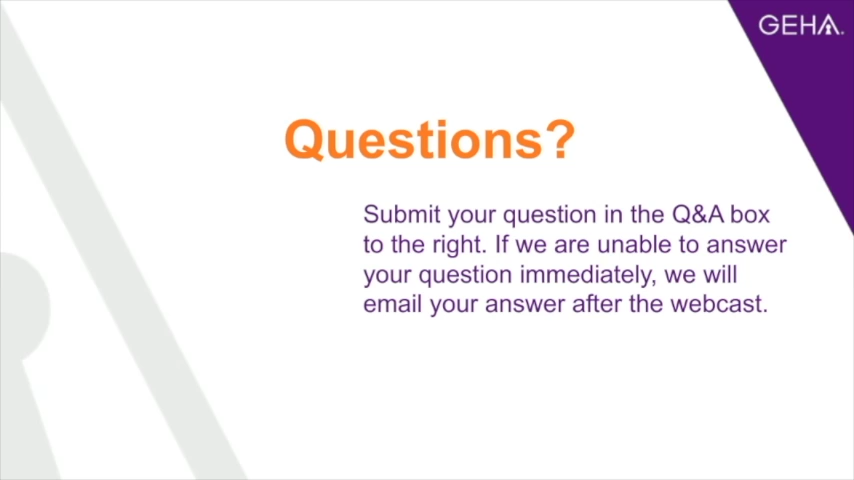 GEHA
Questions?
Submit your question in the Q&A box
to the right. If we are unable to answer
your question immediately, we will
email your answer after the webcast.